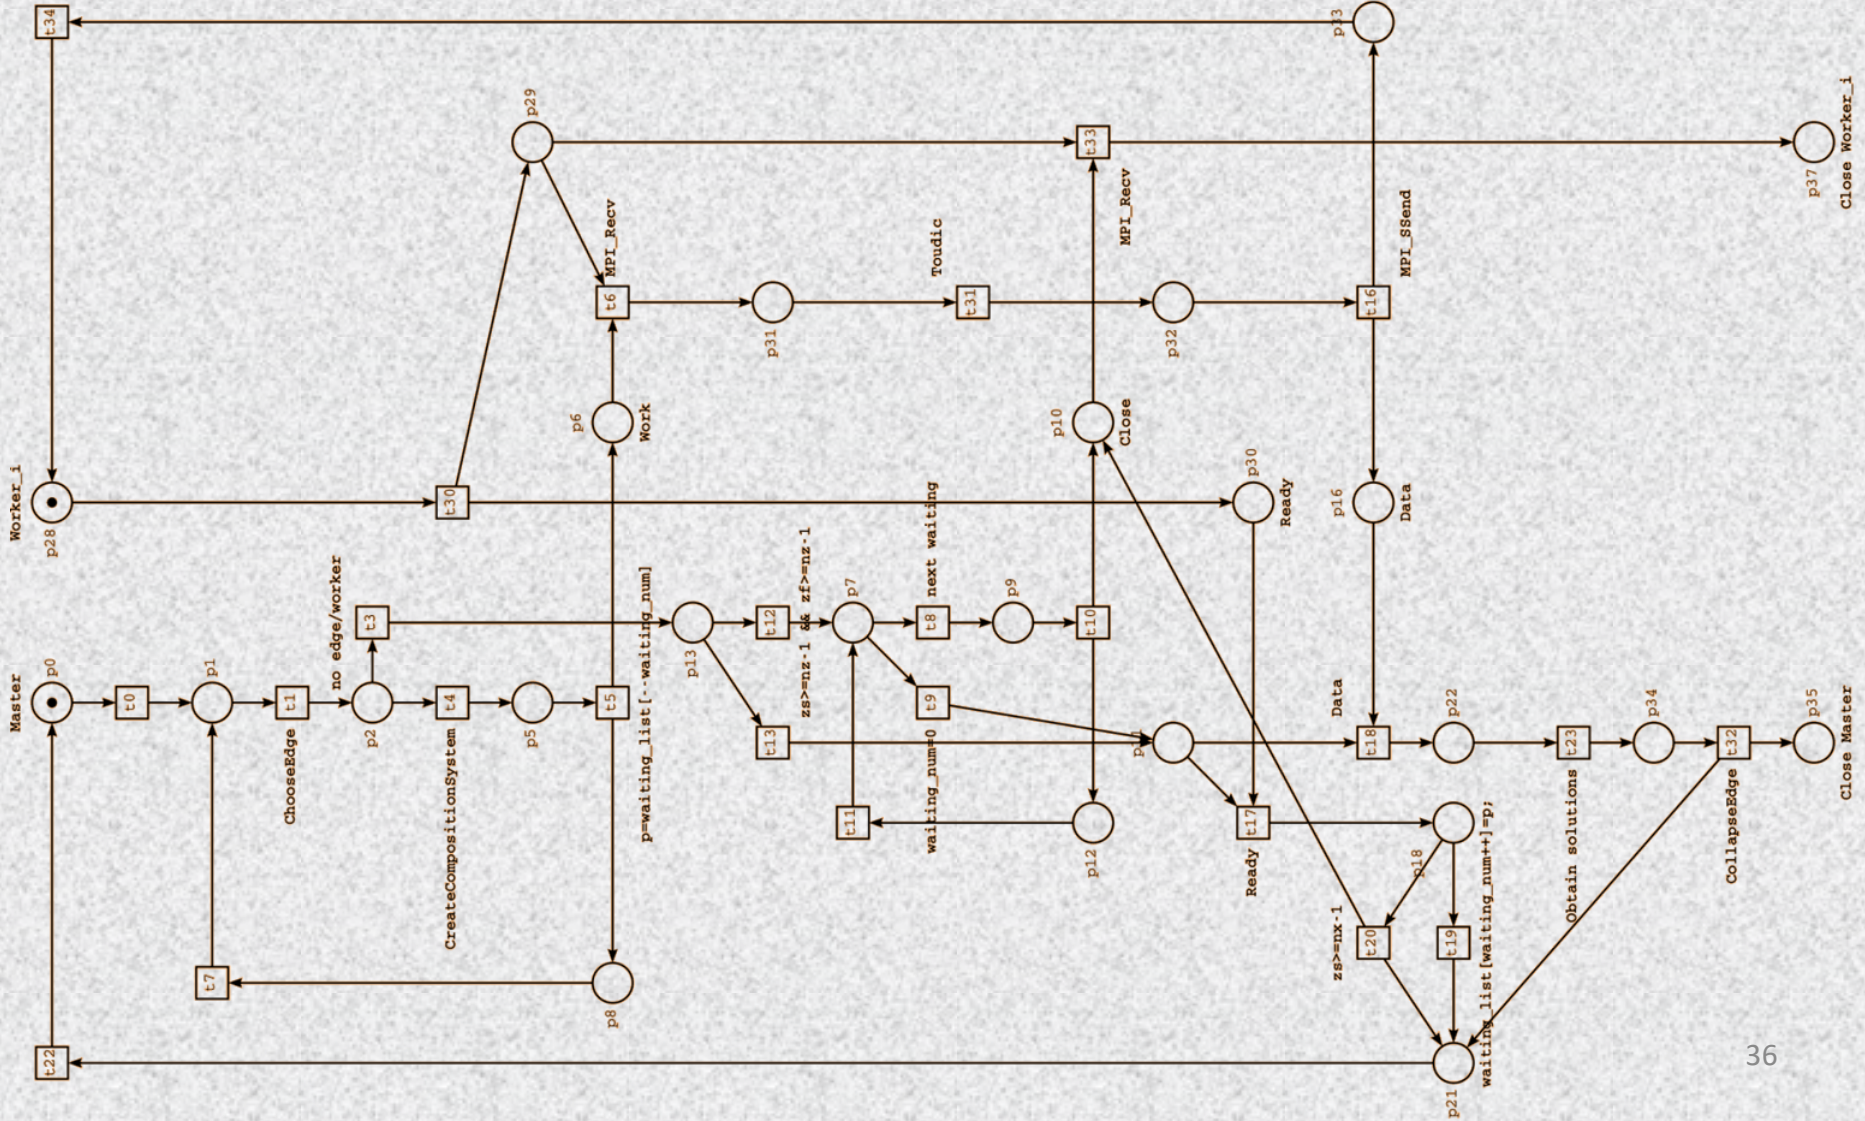 t34
p33
p29
t33
p37
Close Worker_i
MPI_Recv
MPI_Recv
MPI_SSend
t6
Toudic
t31
t16
p31
p32
p6
Work
p10
Close
Worker_i
p28
t30
p30
Ready
p16
Data
no edge/worker
t3
p=waiting_list[--waiting_num]
p13
t12
zs>=nz-1 && zf>=nz-1
p7
t8
next waiting
p9
t10
Master
p0
t0
p1
t1
ChooseEdge
p2
t4
CreateCompositionSystem
p5
t5
t13
t9
waiting_num=0
p11
Data
t18
p22
t23
Obtain solutions
p34
t32
CollapseEdge
p35
Close Master
t11
p12
t17
Ready
p18
t7
p8
zs>=nx-1
t20
t19
waiting_list[waiting_num++]=p;
t22
p21
36